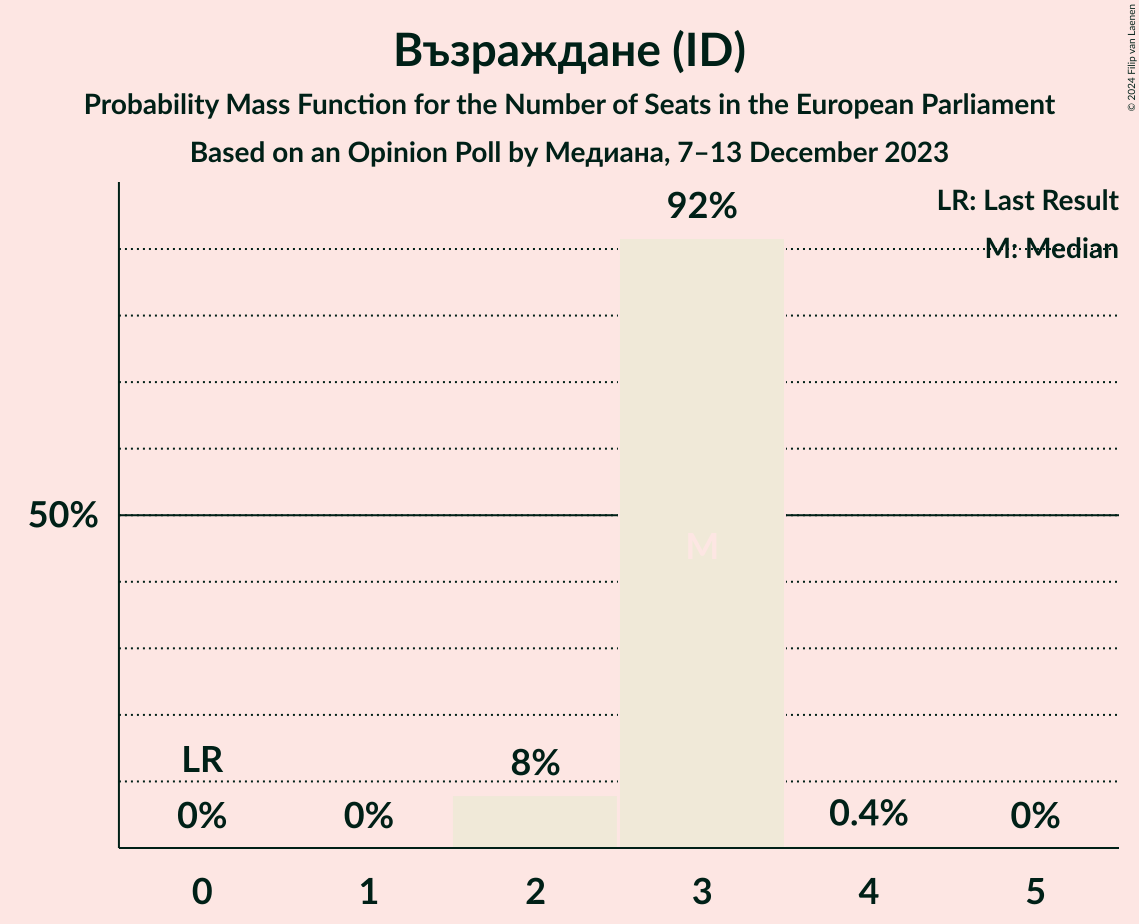 Възраждане (ID)
Probability Mass Function for the Number of Seats in the European Parliament
Based on an Opinion Poll by Медиана, 7–13 December 2023
© 2024 Filip van Laenen
LR: Last Result
M: Median
92%
50%
M
LR
8%
0%
0%
0.4%
0%
0
1
2
3
4
5